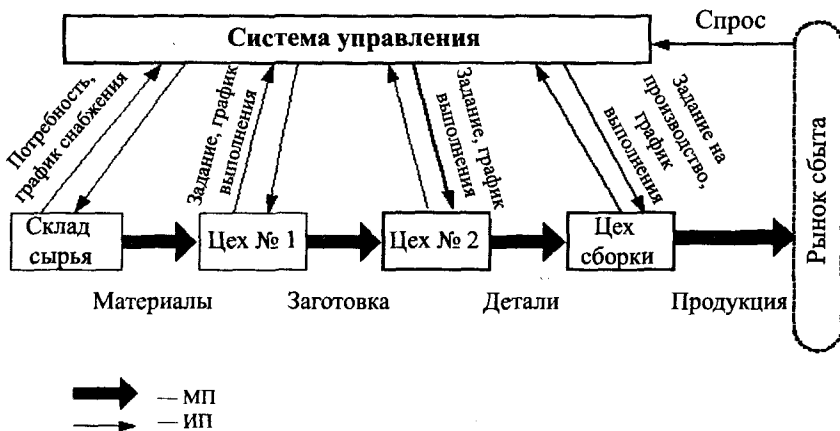 Спрос
Система управления
Потребность,
график снабжения
Задание, график
выполнения
Задание, график
выполнения
Задание на
производство,
график
выполнения
Склад
сырья
Цех № 1
Цех № 2
Цех
сборки
Рынок сбыта
Материалы
Заготовка
Детали
Продукция
— МП
— ИП